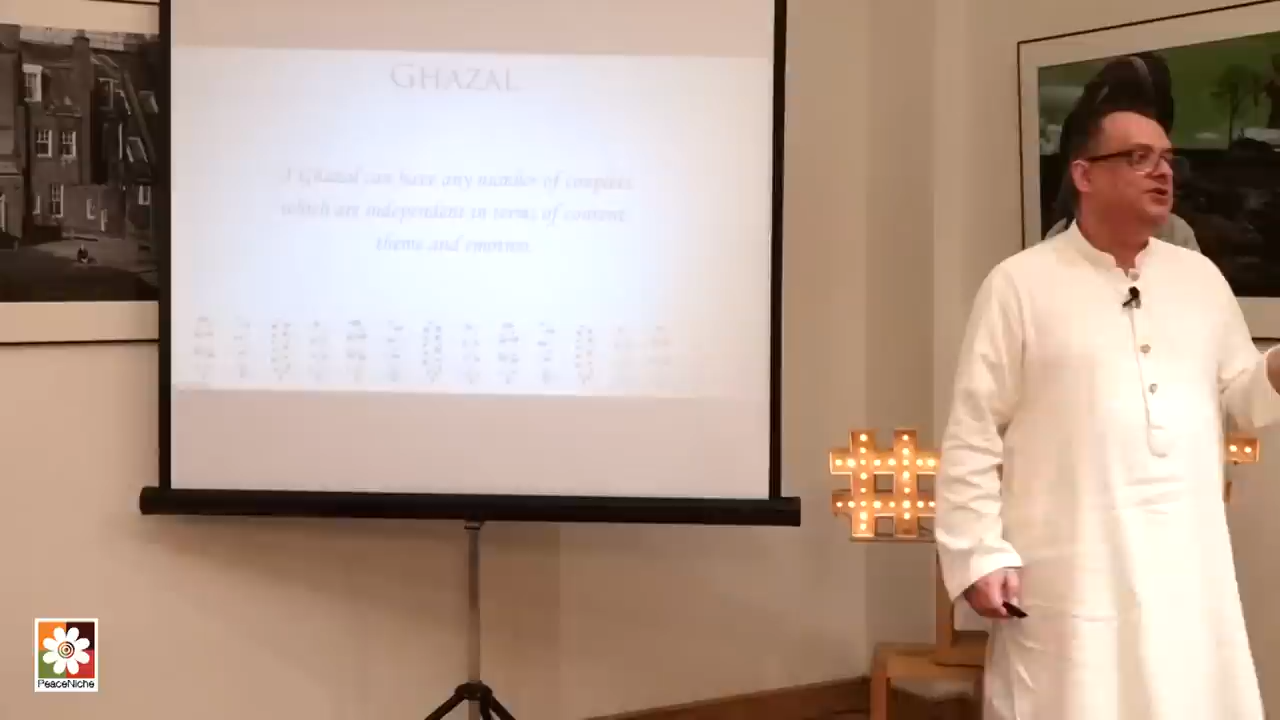 GHAZAL
A Ghazal can have any number of couplets
which are independent in terms of content
theme and emotion.
#
PeaceNiche